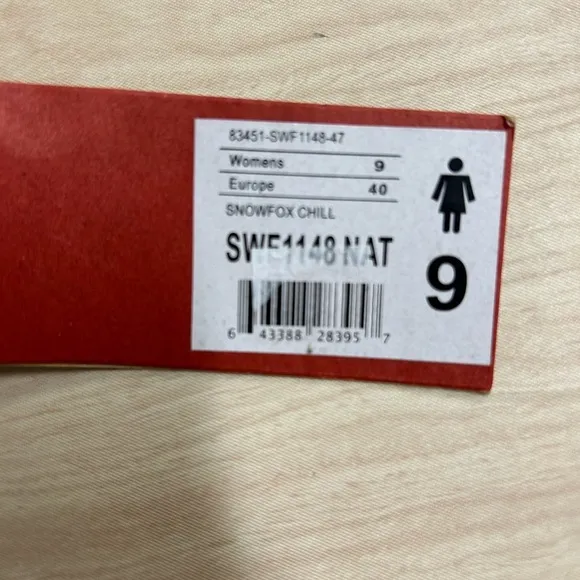 83451-SWF1148-47
Womens 9
Europe 40
SNOWFOX CHILL
SWF1148 NAT
9
6 43388 28395 7